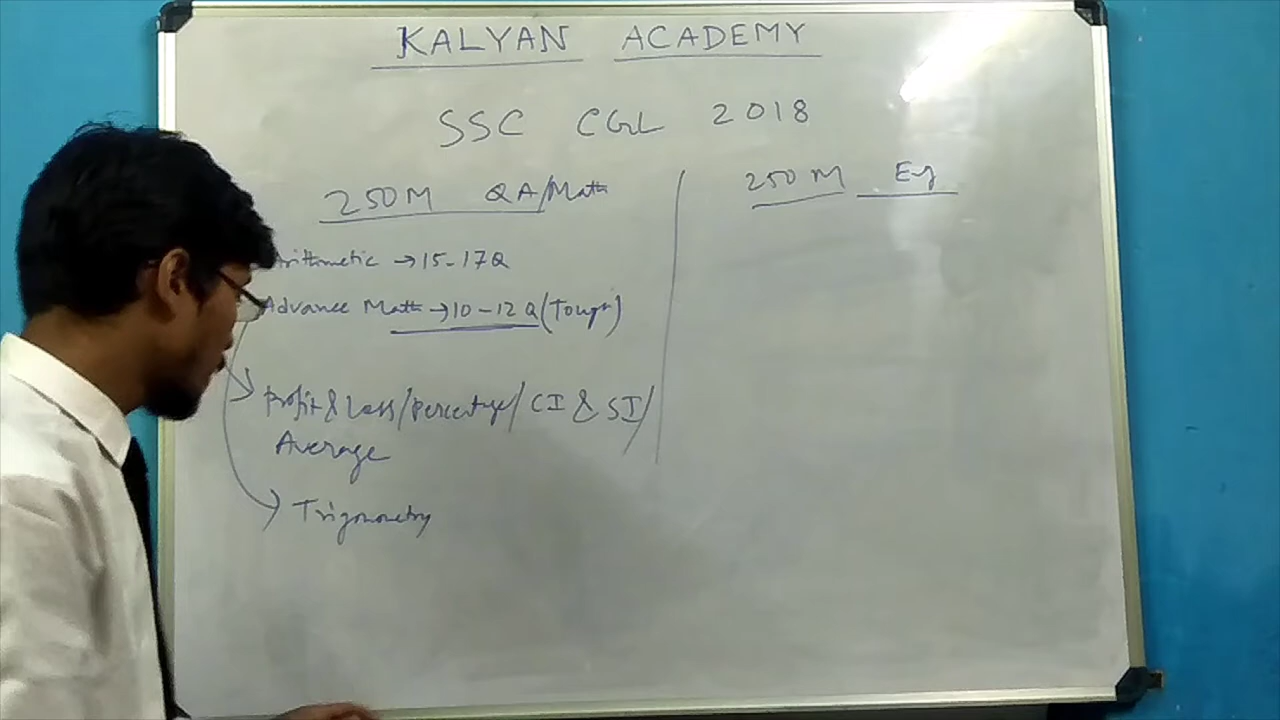 KALYAN ACADEMY
SSC CGL 2018
250M QA/Math
Arithmetic → 15-17Q
Advance Math → 10-12 Q (Tough)
Profit & Loss/Percentage/ CI & SI/
Average
Trigonometry
250 M Eng